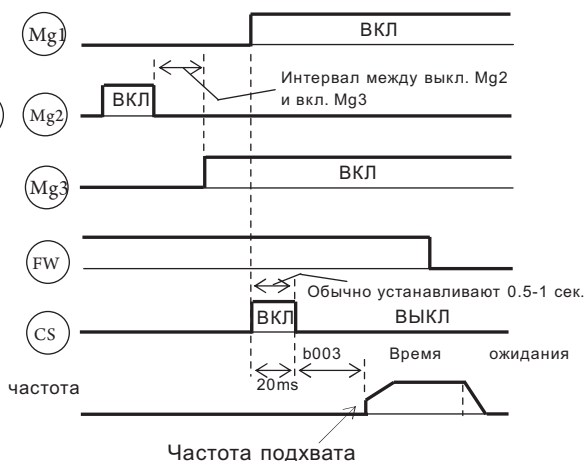 Mg1
ВКЛ
Интервал между выкл. Mg2
и вкл. Mg3
Mg2
ВКЛ
Mg3
ВКЛ
FW
Обычно устанавливают 0.5-1 сек.
CS
ВКЛ
ВЫКЛ
b003 Время ожидания
20ms
частота
Частота подхвата